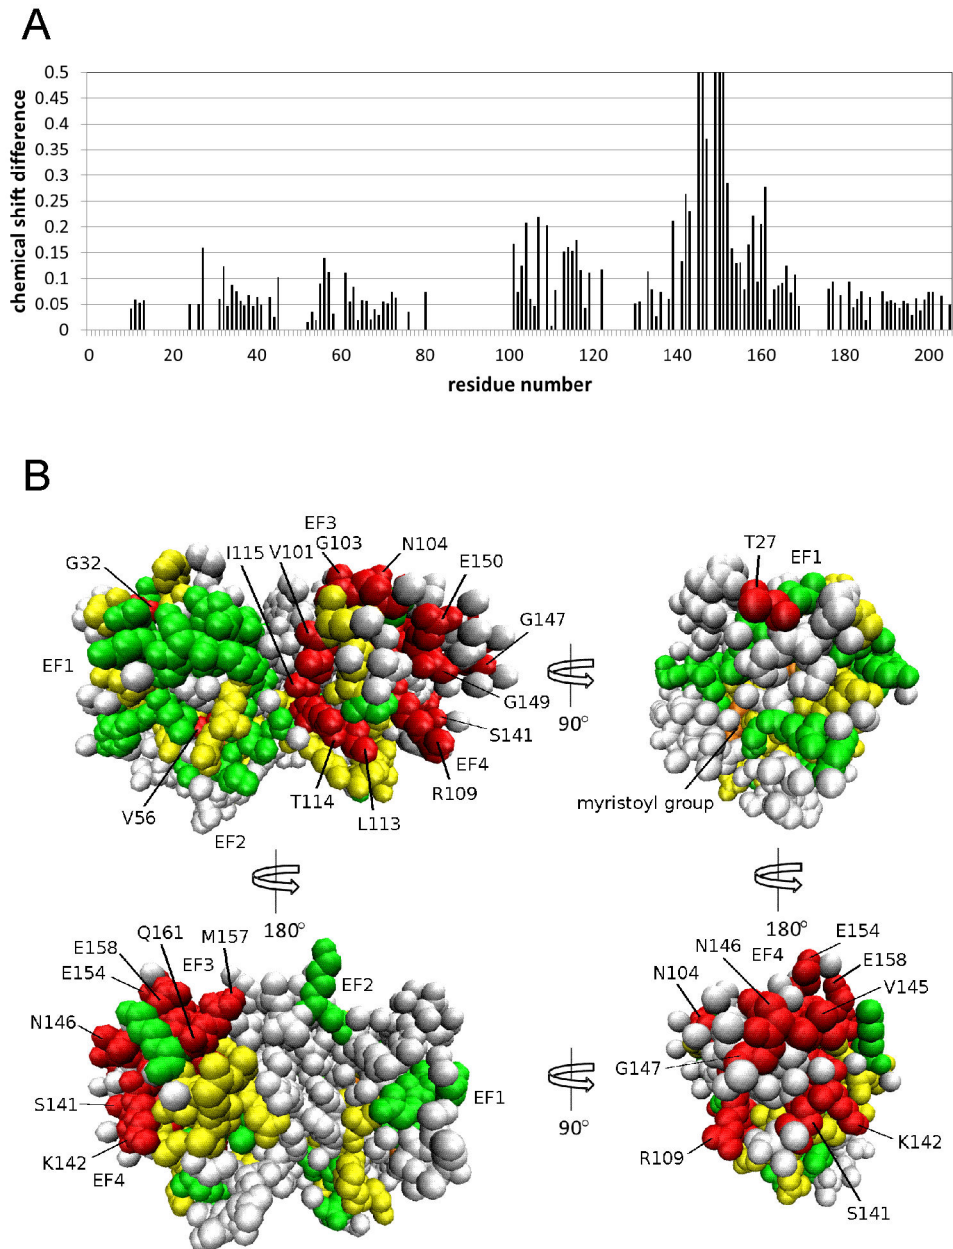 A
chemical shift difference
0.5
0.45
0.4
0.35
0.3
0.25
0.2
0.15
0.1
0.05
0
0 20 40 60 80 100 120 140 160 180 200
residue number
B
EF3
I115 V101 G103 N104
G32
E150
G147
EF1
G149
S141
EF4
R109
T114
L113
V56
EF2
T27
EF1
90°
myristoyl group
180°
180°
Q161 M157
E158 EF3
E154
EF2
N146
S141
EF1
K142
EF4
N146 EF4 E154
N104 E158
V145
G147
90°
R109
K142
S141